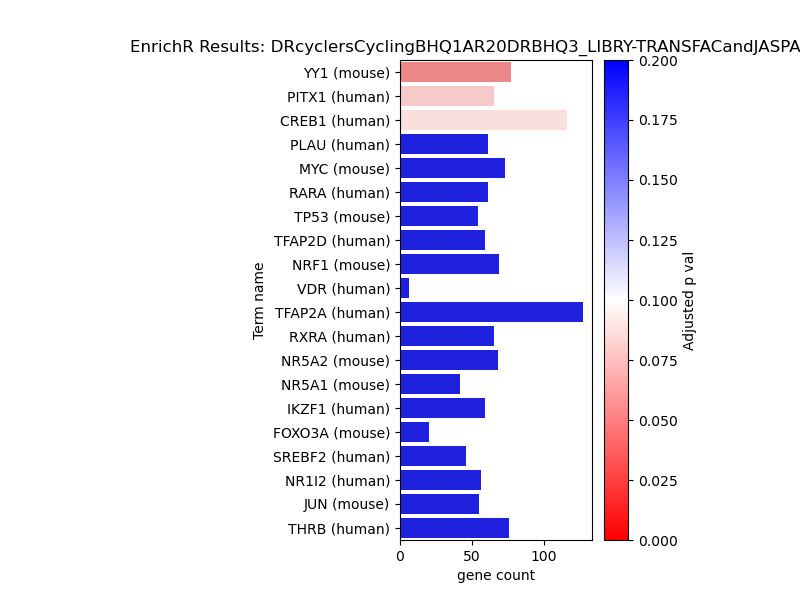 EnrichR Results: DRcyclersCyclingBHQ1AR20DRBHQ3_LIBRY-TRANSFACandJASPA
YY1 (mouse)
PITX1 (human)
CREB1 (human)
PLAU (human)
MYC (mouse)
RARA (human)
TP53 (mouse)
TFAP2D (human)
NRF1 (mouse)
VDR (human)
TFAP2A (human)
RXRA (human)
NR5A2 (mouse)
NR5A1 (mouse)
IKZF1 (human)
FOXO3A (mouse)
SREBF2 (human)
NR1I2 (human)
JUN (mouse)
THRB (human)
Term name
0 50 100
gene count
0.200
0.175
0.150
0.125
0.100
0.075
0.050
0.025
0.000
Adjusted p val